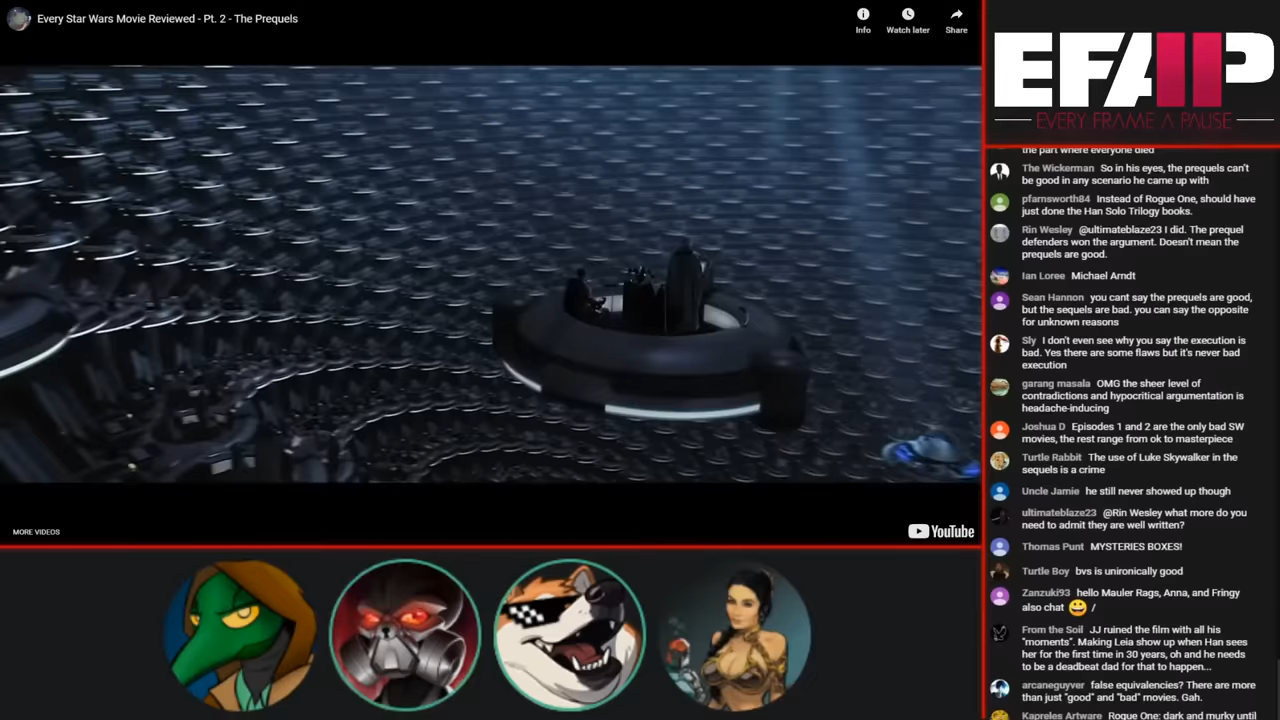 Every Star Wars Movie Reviewed - Pt. 2 - The Prequels
Info
Watch later
Share
MORE VIDEOS
YouTube
EFAP
EVERY FRAME A PAUSE
the part where everyone died
The Wickerman So in his eyes, the prequels can't
be good in any scenario he came up with
pfarnsworth84 Instead of Rogue One, should have
just done the Han Solo Trilogy books.
Rin Wesley @ultimateblaze23 I did. The prequel
defenders won the argument. Doesn't mean the
prequels are good.
Ian Loree Michael Arndt
Sean Hannon you cant say the prequels are good,
but the sequels are bad. you can say the opposite
for unknown reasons
Sly I don't even see why you say the execution is
bad. Yes there are some flaws but it's never bad
execution
garang masala OMG the sheer level of
contradictions and hypocritical argumentation is
headache-inducing
Joshua D Episodes 1 and 2 are the only bad SW
movies, the rest range from ok to masterpiece
Turtle Rabbit The use of Luke Skywalker in the
sequels is a crime
Uncle Jamie he still never showed up though
ultimateblaze23 @Rin Wesley what more do you
need to admit they are well written?
Thomas Punt MYSTERIES BOXES!
Turtle Boy bvs is unironically good
Zanzuki93 hello Mauler Rags, Anna, and Fringy
also chat 😀 /
From the Soil JJ ruined the film with all his
"moments". Making Leia show up when Han sees
her for the first time in 30 years, oh and he needs
to be a deadbeat dad for that to happen...
arcaneguyver false equivalencies? There are more
than just "good" and "bad" movies. Gah.
Kapreles Artware Rogue One: dark and murky until